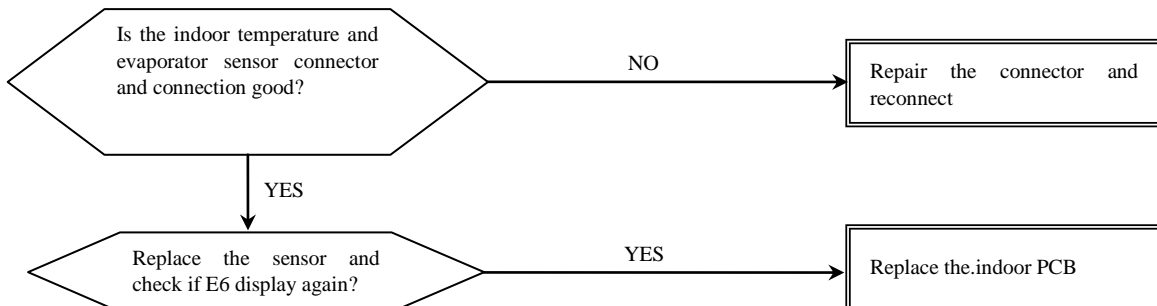 Is the indoor temperature and
evaporator sensor connector
and connection good?
NO
Repair the connector and
reconnect
YES
Replace the sensor and
check if E6 display again?
YES
Replace the.indoor PCB